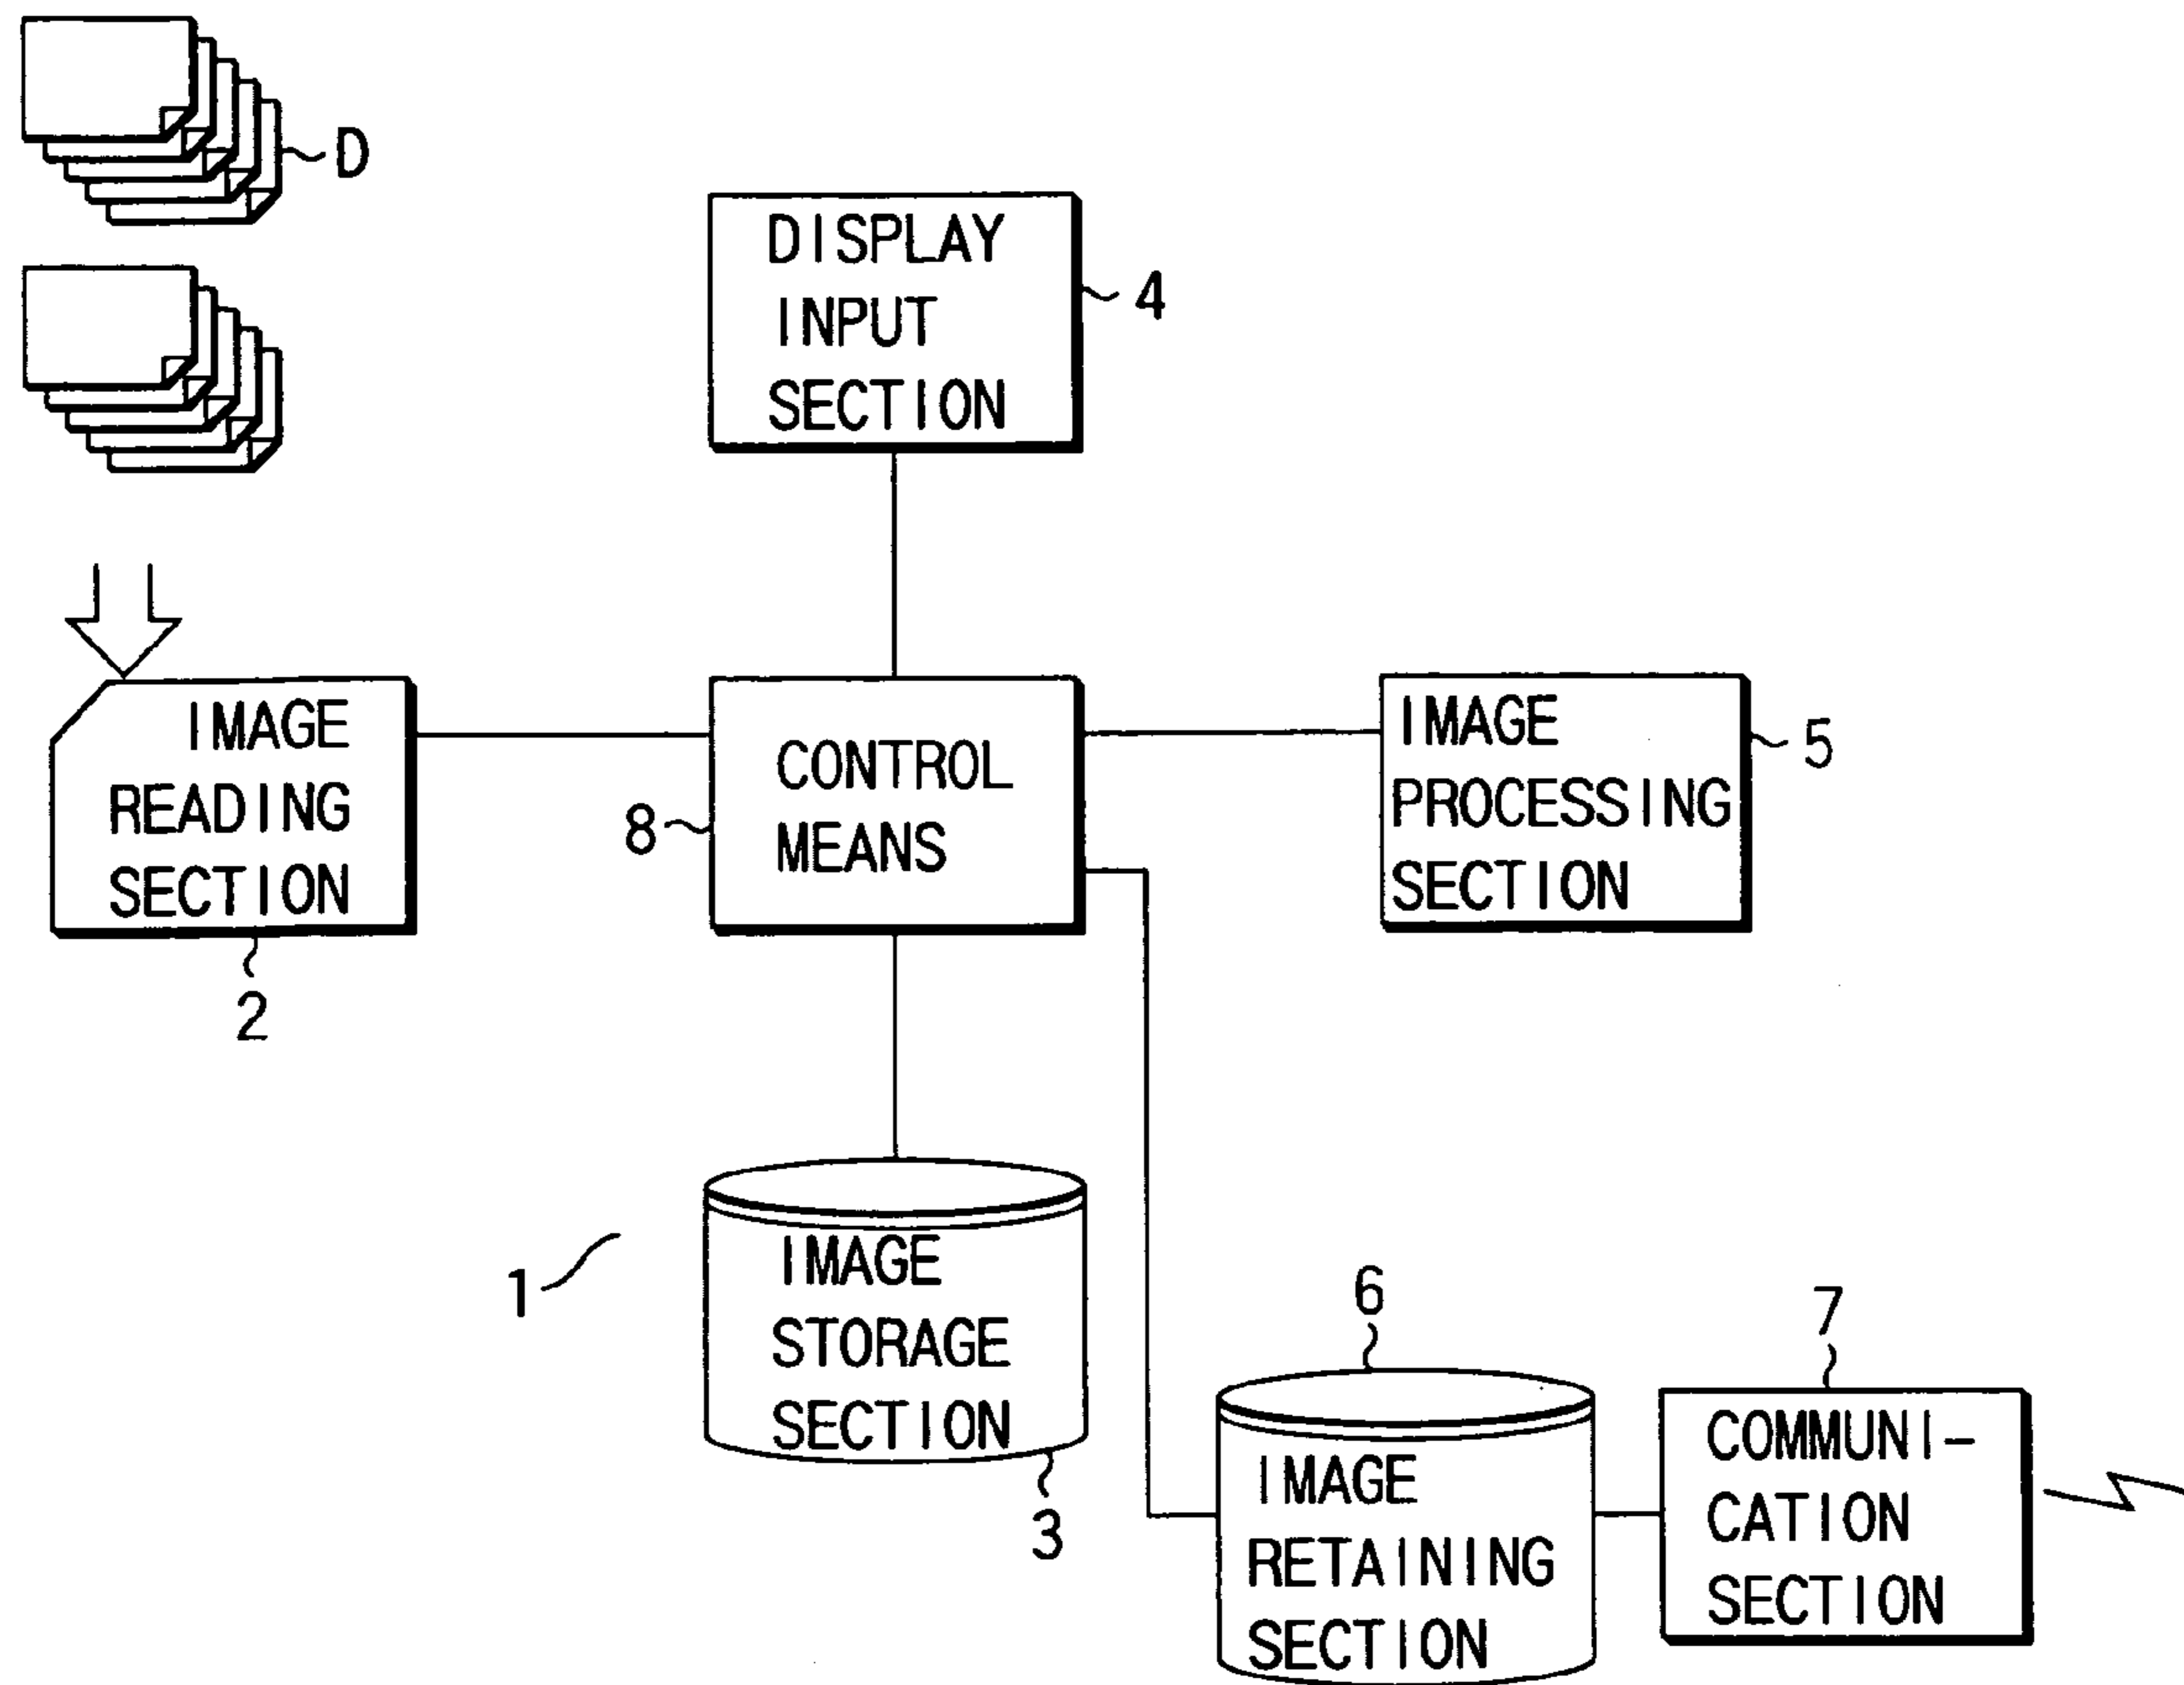 D
DISPLAY
INPUT
SECTION
4
IMAGE
READING
SECTION
2
8
CONTROL
MEANS
IMAGE
PROCESSING
SECTION
5
1
IMAGE
STORAGE
SECTION
3
6
IMAGE
RETAINING
SECTION
7
COMMUNI-
CATION
SECTION